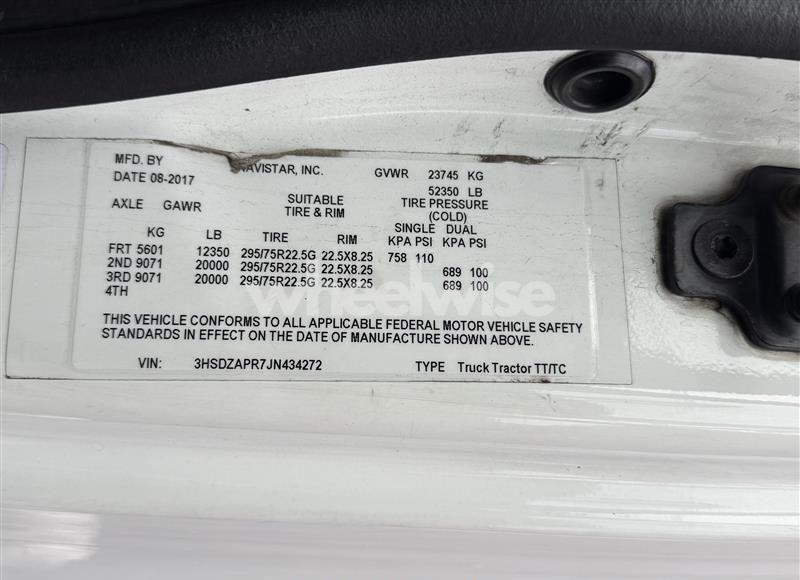 MFD. BY NAVISTAR, INC. GVWR 23745 KG
DATE 08-2017 52350 LB
AXLE GAWR SUITABLE TIRE & RIM TIRE PRESSURE (COLD)
SINGLE DUAL
KG LB TIRE RIM KPA PSI KPA PSI
FRT 5601 12350 295/75R22.5G 22.5X8.25 758 110
2ND 9071 20000 295/75R22.5G 22.5X8.25 689 100
3RD 9071 20000 295/75R22.5G 22.5X8.25 689 100
4TH
THIS VEHICLE CONFORMS TO ALL APPLICABLE FEDERAL MOTOR VEHICLE SAFETY
STANDARDS IN EFFECT ON THE DATE OF MANUFACTURE SHOWN ABOVE.
VIN: 3HSDZAPR7JN434272 TYPE Truck Tractor TT/TC
wheelwise